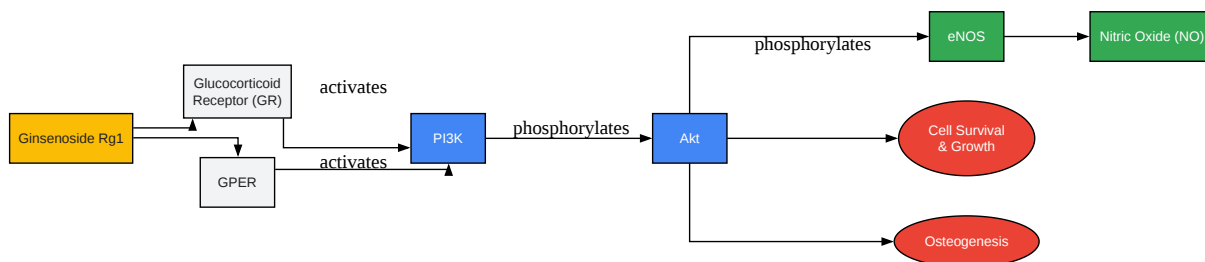 Ginsenoside Rg1
Glucocorticoid
Receptor (GR)
GPER
activates
activates
PI3K
phosphorylates
Akt
phosphorylates
eNOS
Nitric Oxide (NO)
Cell Survival
& Growth
Osteogenesis